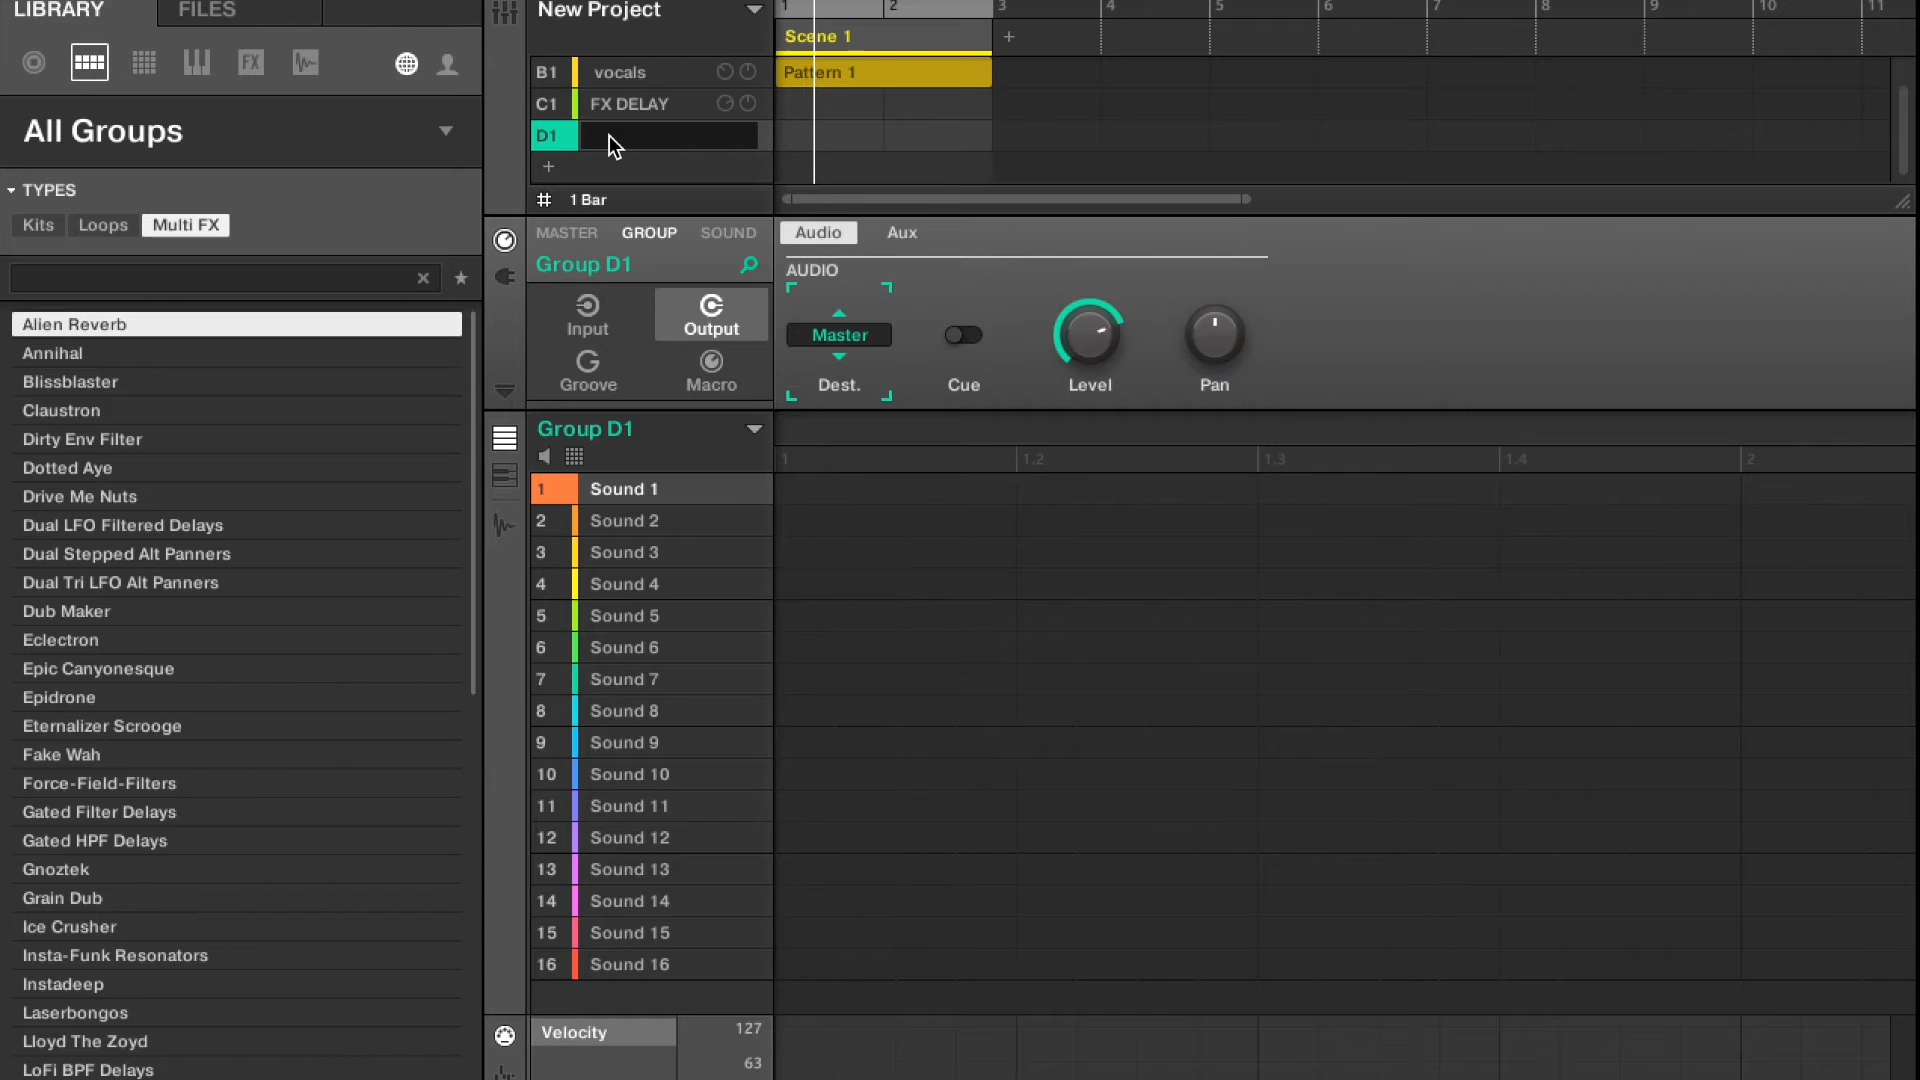 LIBRARY
FILES
FX
All Groups
TYPES
Kits
Loops
Multi FX
Alien Reverb
Annihal
Blissblaster
Claustron
Dirty Env Filter
Dotted Aye
Drive Me Nuts
Dual LFO Filtered Delays
Dual Stepped Alt Panners
Dual Tri LFO Alt Panners
Dub Maker
Eclectron
Epic Canyonesque
Epidrone
Eternalizer Scrooge
Fake Wah
Force-Field-Filters
Gated Filter Delays
Gated HPF Delays
Gnoztek
Grain Dub
Ice Crusher
Insta-Funk Resonators
Instadeep
Laserbongos
Lloyd The Zoyd
LoFi BPF Delays
New Project
1 2 3 4 5 6 7 8 9 10 11
Scene 1 +
B1 vocals
Pattern 1
C1 FX DELAY
D1
+
1 Bar
MASTER GROUP SOUND
Group D1
Input
Output
Groove
Macro
Audio
Aux
AUDIO
Master
Dest.
Cue
Level
Pan
Group D1
1 1.2 1.3 1.4 2
1 Sound 1
2 Sound 2
3 Sound 3
4 Sound 4
5 Sound 5
6 Sound 6
7 Sound 7
8 Sound 8
9 Sound 9
10 Sound 10
11 Sound 11
12 Sound 12
13 Sound 13
14 Sound 14
15 Sound 15
16 Sound 16
Velocity
127
63